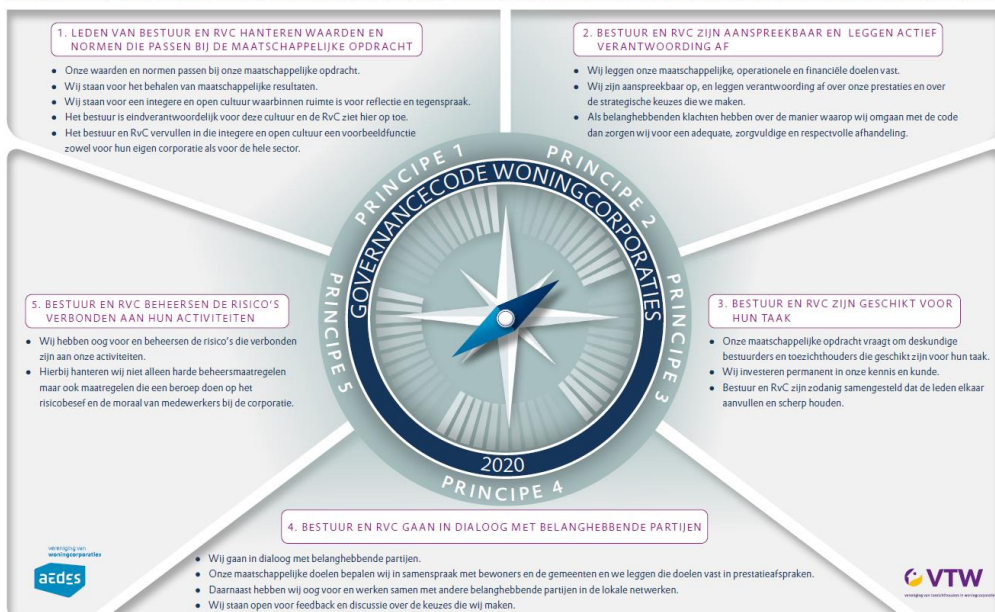 1. LEDEN VAN BESTUUR EN RVC HANTEREN WAARDEN EN
NORMEN DIE PASSEN BIJ DE MAATSCHAPPELIJKE OPDRACHT
• Onze waarden en normen passen bij onze maatschappelijke opdracht.
• Wij staan voor het behalen van maatschappelijke resultaten.
• Wij staan voor een integere en open cultuur waarbinnen ruimte is voor reflectie en tegenspraak.
• Het bestuur is eindverantwoordelijk voor deze cultuur en de RvC ziet hier op toe.
• Het bestuur en RvC vervullen in die integere en open cultuur een voorbeeldfunctie
zowel voor hun eigen corporatie als voor de hele sector.
2. BESTUUR EN RVC ZIJN AANSPREEKBAAR EN LEGGEN ACTIEF
VERANTWOORDING AF
• Wij leggen onze maatschappelijke, operationele en financiële doelen vast.
• Wij zijn aanspreekbaar op, en leggen verantwoording af over onze prestaties en over
de strategische keuzes die we maken.
• Als belanghebbenden klachten hebben over de manier waarop wij omgaan met de code
dan zorgen wij voor een adequate, zorgvuldige en respectvolle afhandeling.
PRINCIPE 1
PRINCIPE 2
GOVERNANCECODE WONINGCORPORATIES
PRINCIPE 5
PRINCIPE 3
2020
PRINCIPE 4
5. BESTUUR EN RVC BEHEERSEN DE RISICO'S
VERBONDEN AAN HUN ACTIVITEITEN
• Wij hebben oog voor en beheersen de risico's die verbonden
zijn aan onze activiteiten.
• Hierbij hanteren wij niet alleen harde beheersmaatregelen
maar ook maatregelen die een beroep doen op het
risicobesef en de moraal van medewerkers bij de corporatie.
3. BESTUUR EN RVC ZIJN GESCHIKT VOOR
HUN TAAK
• Onze maatschappelijke opdracht vraagt om deskundige
bestuurders en toezichthouders die geschikt zijn voor hun taak.
• Wij investeren permanent in onze kennis en kunde.
• Bestuur en RvC zijn zodanig samengesteld dat de leden elkaar
aanvullen en scherp houden.
4. BESTUUR EN RVC GAAN IN DIALOOG MET BELANGHEBBENDE PARTIJEN
• Wij gaan in dialoog met belanghebbende partijen.
• Onze maatschappelijke doelen bepalen wij in samenspraak met bewoners en de gemeenten en we leggen die doelen vast in prestatieafspraken.
• Daarnaast hebben wij oog voor en werken samen met andere belanghebbende partijen in de lokale netwerken.
• Wij staan open voor feedback en discussie over de keuzes die wij maken.
vereniging van
woningcorporaties
aedes
VTW
vereniging van toezichthouders in woningcorporaties